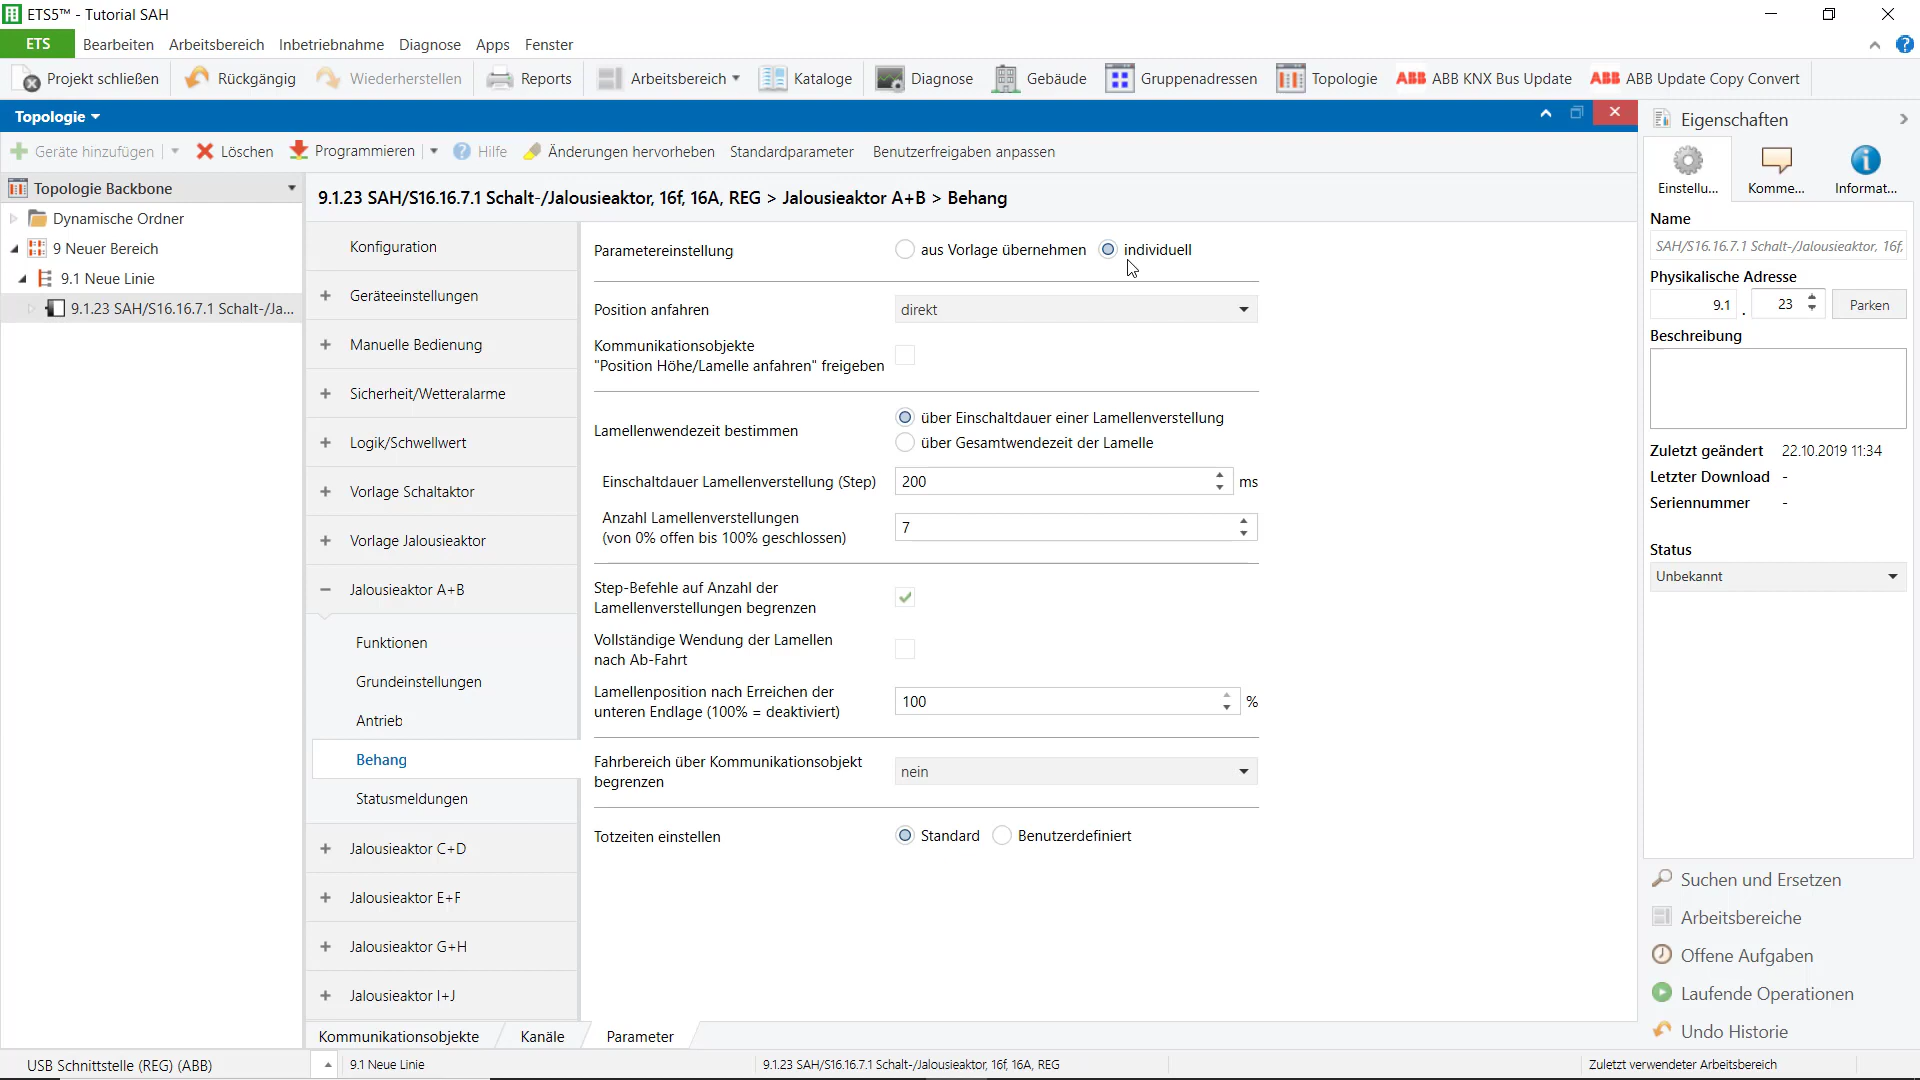 ETS5™ - Tutorial SAH
ETS Bearbeiten Arbeitsbereich Inbetriebnahme Diagnose Apps Fenster
Projekt schließen Rückgängig Wiederherstellen Reports Arbeitsbereich Kataloge Diagnose Gebäude Gruppenadressen Topologie ABB ABB KNX Bus Update ABB ABB Update Copy Convert
Topologie
Geräte hinzufügen Löschen Programmieren Hilfe Änderungen hervorheben Standardparameter Benutzerfreigaben anpassen
Topologie Backbone
Dynamische Ordner
9 Neuer Bereich
9.1 Neue Linie
9.1.23 SAH/S16.16.7.1 Schalt-/Ja...
9.1.23 SAH/S16.16.7.1 Schalt-/Jalousieaktor, 16f, 16A, REG > Jalousieaktor A+B > Behang
Konfiguration
+ Geräteeinstellungen
+ Manuelle Bedienung
+ Sicherheit/Wetteralarme
+ Logik/Schwellwert
+ Vorlage Schaltaktor
+ Vorlage Jalousieaktor
– Jalousieaktor A+B
Funktionen
Grundeinstellungen
Antrieb
Behang
Statusmeldungen
+ Jalousieaktor C+D
+ Jalousieaktor E+F
+ Jalousieaktor G+H
+ Jalousieaktor I+J
Parametereinstellung aus Vorlage übernehmen individuell
Position anfahren direkt
Kommunikationsobjekte
"Position Höhe/Lamelle anfahren" freigeben
Lamellenwendezeit bestimmen
über Einschaltdauer einer Lamellenverstellung
über Gesamtwendezeit der Lamelle
Einschaltdauer Lamellenverstellung (Step) 200 ms
Anzahl Lamellenverstellungen
(von 0% offen bis 100% geschlossen) 7
Step-Befehle auf Anzahl der
Lamellenverstellungen begrenzen
Vollständige Wendung der Lamellen
nach Ab-Fahrt
Lamellenposition nach Erreichen der
unteren Endlage (100% = deaktiviert) 100 %
Fahrbereich über Kommunikationsobjekt
begrenzen nein
Totzeiten einstellen Standard Benutzerdefiniert
Kommunikationsobjekte Kanäle Parameter
Eigenschaften
Einstellu... Komme... Informat...
Name
SAH/S16.16.7.1 Schalt-/Jalousieaktor, 16f,
Physikalische Adresse
9.1 . 23 Parken
Beschreibung
Zuletzt geändert 22.10.2019 11:34
Letzter Download -
Seriennummer -
Status
Unbekannt
Suchen und Ersetzen
Arbeitsbereiche
Offene Aufgaben
Laufende Operationen
Undo Historie
USB Schnittstelle (REG) (ABB) 9.1 Neue Linie 9.1.23 SAH/S16.16.7.1 Schalt-/Jalousieaktor, 16f, 16A, REG Zuletzt verwendeter Arbeitsbereich